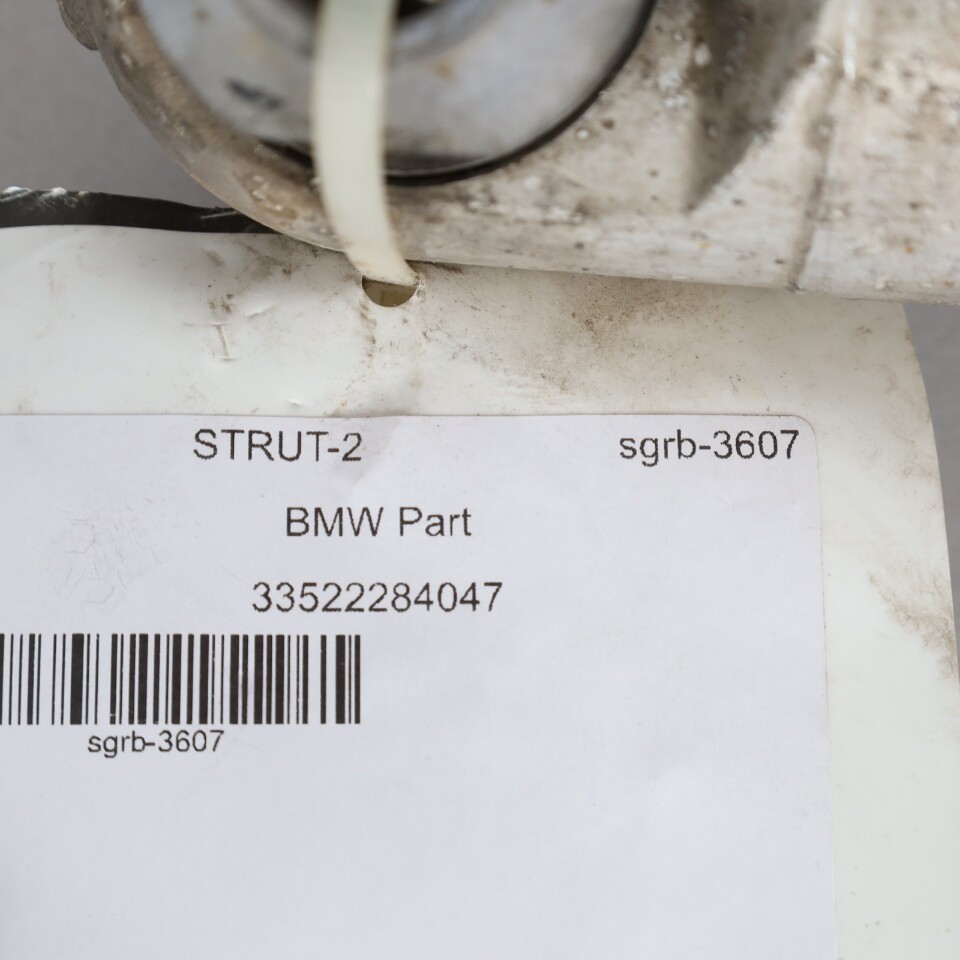 STRUT-2 sgrb-3607
BMW Part
33522284047
sgrb-3607